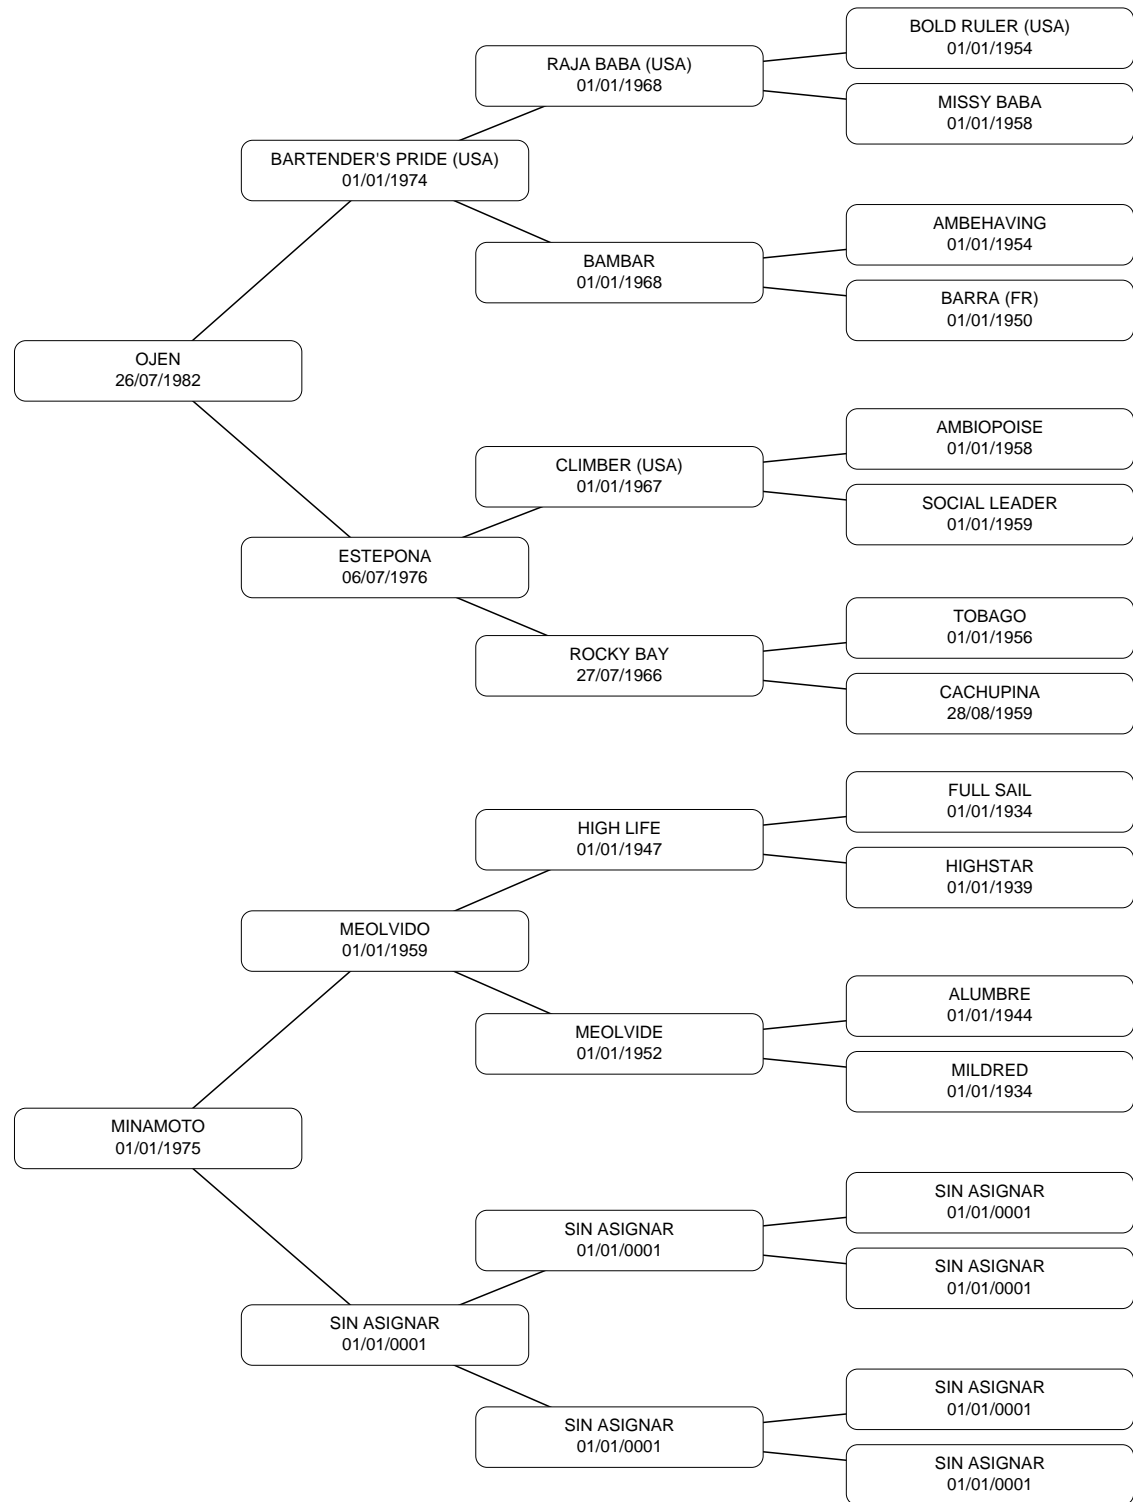 BOLD RULER (USA)
01/01/1954
RAJA BABA (USA)
01/01/1968
MISSY BABA
01/01/1958
BARTENDER'S PRIDE (USA)
01/01/1974
AMBEHAVING
01/01/1954
BAMBAR
01/01/1968
BARRA (FR)
01/01/1950
OJEN
26/07/1982
AMBIOPOISE
01/01/1958
CLIMBER (USA)
01/01/1967
SOCIAL LEADER
01/01/1959
ESTEPONA
06/07/1976
TOBAGO
01/01/1956
ROCKY BAY
27/07/1966
CACHUPINA
28/08/1959
FULL SAIL
01/01/1934
HIGH LIFE
01/01/1947
HIGHSTAR
01/01/1939
MEOLVIDO
01/01/1959
ALUMBRE
01/01/1944
MEOLVIDE
01/01/1952
MILDRED
01/01/1934
MINAMOTO
01/01/1975
SIN ASIGNAR
01/01/0001
SIN ASIGNAR
01/01/0001
SIN ASIGNAR
01/01/0001
SIN ASIGNAR
01/01/0001
SIN ASIGNAR
01/01/0001
SIN ASIGNAR
01/01/0001
SIN ASIGNAR
01/01/0001